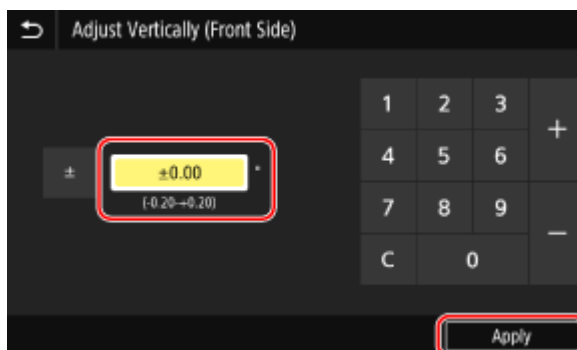 Adjust Vertically (Front Side)
1 2 3 +
4 5 6
± ±0.00 °
(-0.20-+0.20)
7 8 9 −
C 0
Apply